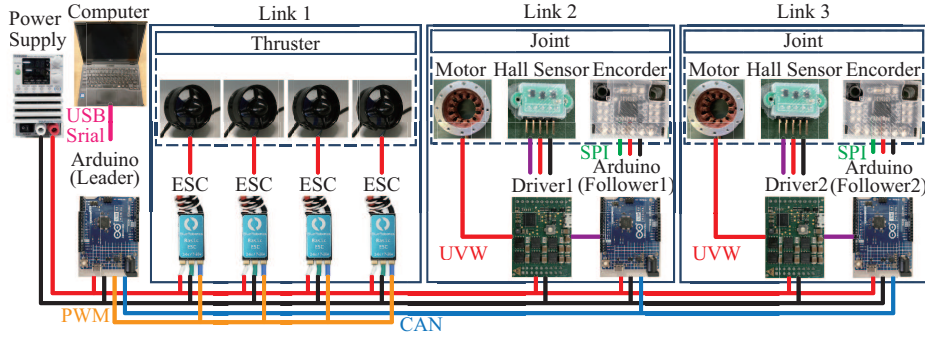 Power
Supply
Computer
Link 1
Link 2
Link 3
Thruster
Joint
Joint
Motor
Hall Sensor
Encorder
Motor
Hall Sensor
Encorder
USB
Srial
SPI
SPI
Arduino
(Leader)
ESC
ESC
ESC
ESC
Driver1
Arduino
(Follower1)
Driver2
Arduino
(Follower2)
UVW
UVW
PWM
CAN